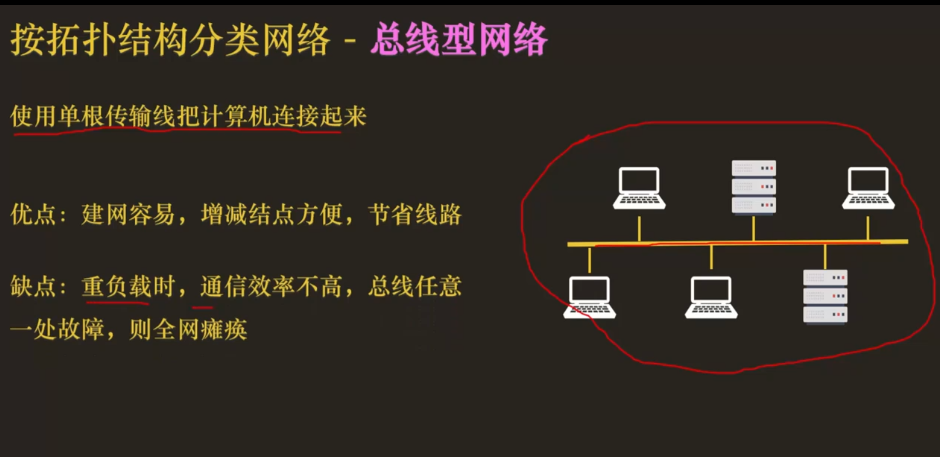 按拓扑结构分类网络 - 总线型网络
使用单根传输线把计算机连接起来
优点：建网容易，增减结点方便，节省线路
缺点：重负载时，通信效率不高，总线任意
一处故障，则全网瘫痪